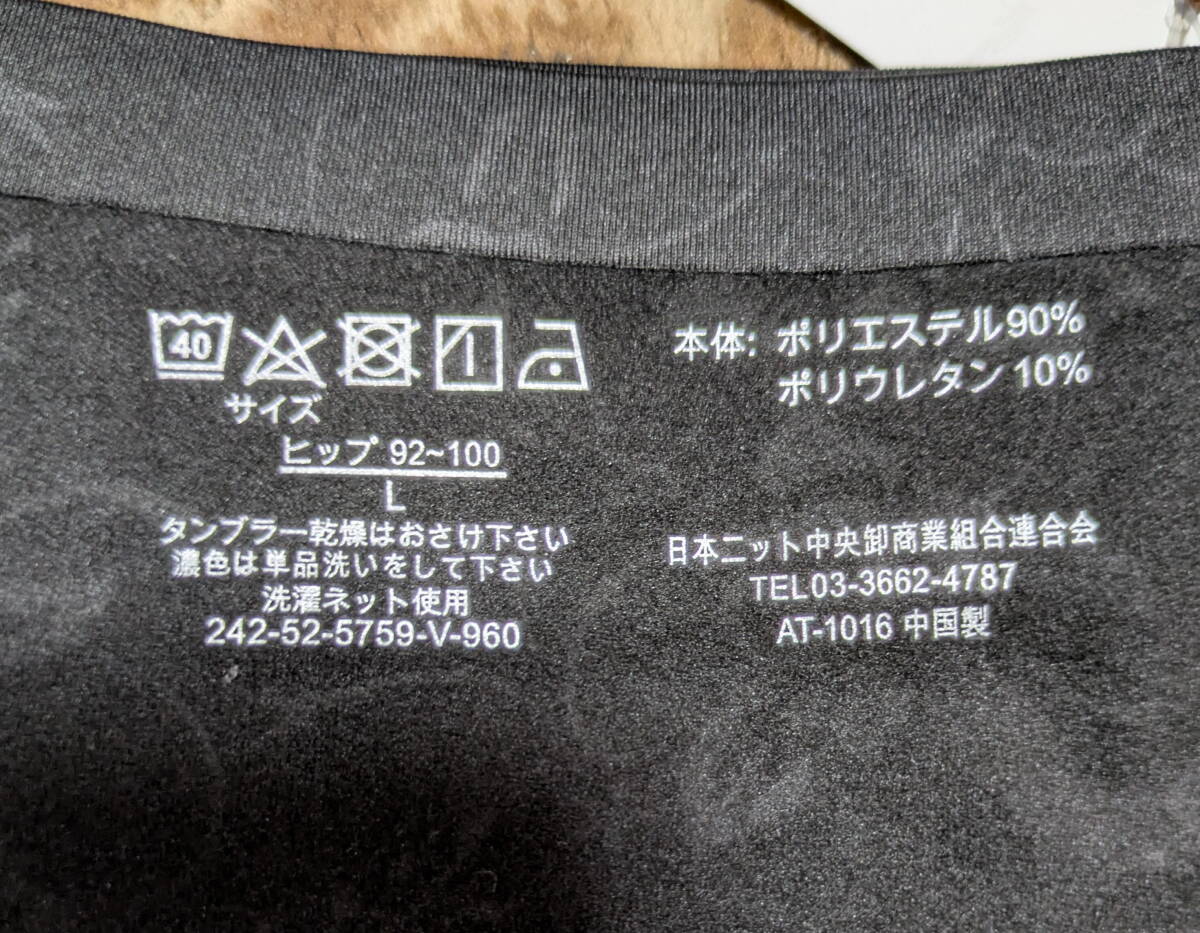 40
サイズ
ヒップ 92~100
L
タンブラー乾燥はおさけ下さい
濃色は単品洗いをして下さい
洗濯ネット使用
242-52-5759-V-960
本体: ポリエステル90%
ポリウレタン10%
日本ニット中央卸商業組合連合会
TEL03-3662-4787
AT-1016 中国製